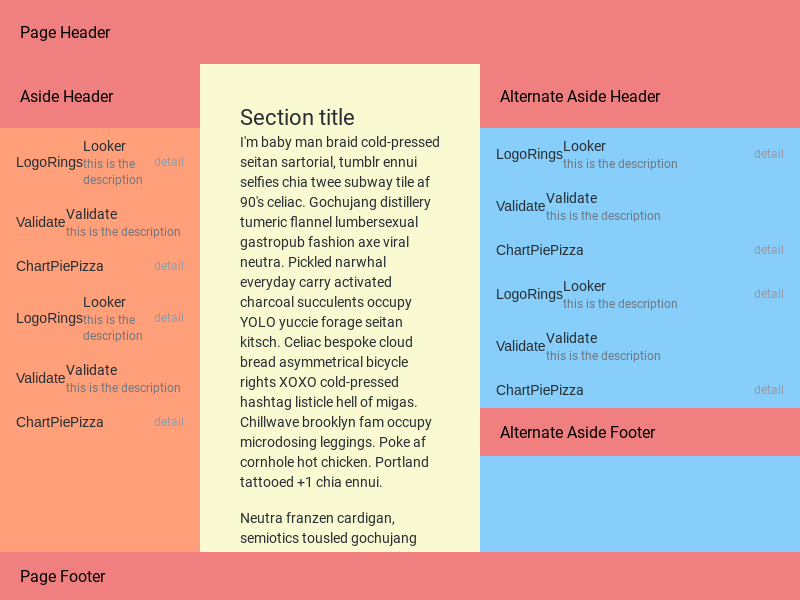 Page Header
Aside Header
LogoRings
Looker
this is the
description
detail
Validate
Validate
this is the description
ChartPiePizza
detail
LogoRings
Looker
this is the
description
detail
Validate
Validate
this is the description
ChartPiePizza
detail
Section title
I'm baby man braid cold-pressed
seitan sartorial, tumblr ennui
selfies chia twee subway tile af
90's celiac. Gochujang distillery
tumeric flannel lumbersexual
gastropub fashion axe viral
neutra. Pickled narwhal
everyday carry activated
charcoal succulents occupy
YOLO yuccie forage seitan
kitsch. Celiac bespoke cloud
bread asymmetrical bicycle
rights XOXO cold-pressed
hashtag listicle hell of migas.
Chillwave brooklyn fam occupy
microdosing leggings. Poke af
cornhole hot chicken. Portland
tattooed +1 chia ennui.
Neutra franzen cardigan,
semiotics tousled gochujang
Alternate Aside Header
LogoRings
Looker
this is the description
detail
Validate
Validate
this is the description
ChartPiePizza
detail
LogoRings
Looker
this is the description
detail
Validate
Validate
this is the description
ChartPiePizza
detail
Alternate Aside Footer
Page Footer